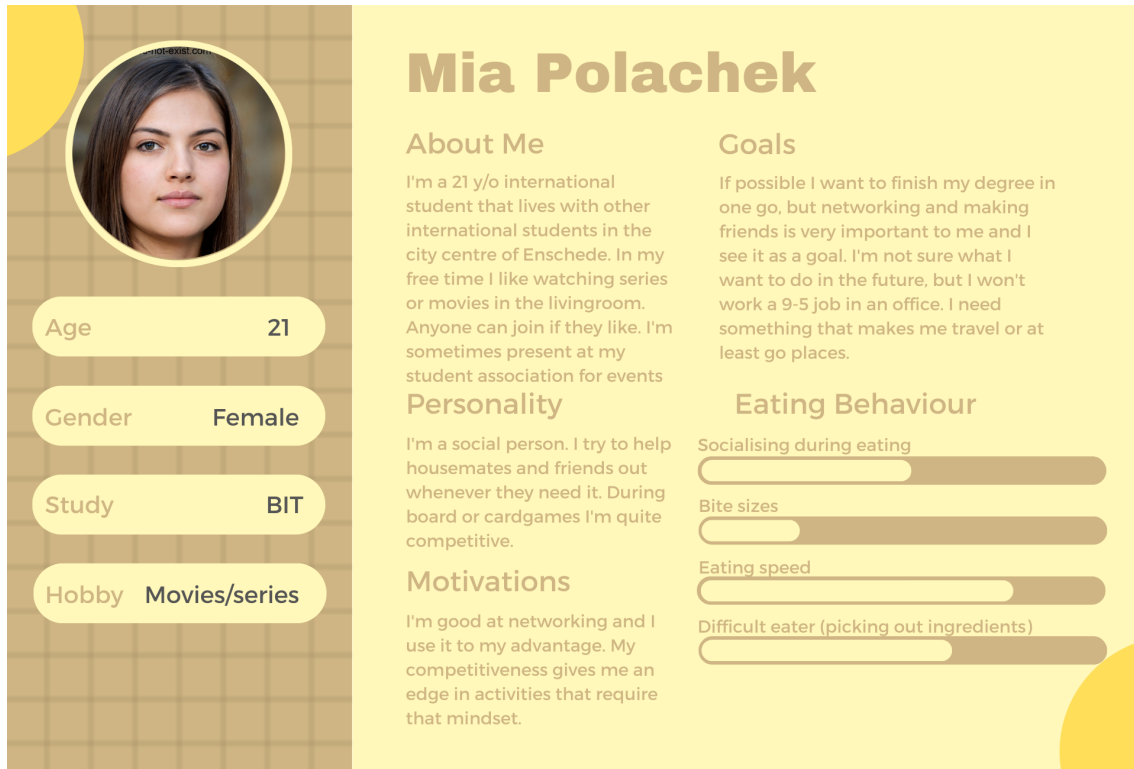 -not-exist.com
Age 21
Gender Female
Study BIT
Hobby Movies/series
Mia Polachek
About Me
I'm a 21 y/o international
student that lives with other
international students in the
city centre of Enschede. In my
free time I like watching series
or movies in the livingroom.
Anyone can join if they like. I'm
sometimes present at my
student association for events
Personality
I'm a social person. I try to help
housemates and friends out
whenever they need it. During
board or cardgames I'm quite
competitive.
Motivations
I'm good at networking and I
use it to my advantage. My
competitiveness gives me an
edge in activities that require
that mindset.
Goals
If possible I want to finish my degree in
one go, but networking and making
friends is very important to me and I
see it as a goal. I'm not sure what I
want to do in the future, but I won't
work a 9-5 job in an office. I need
something that makes me travel or at
least go places.
Eating Behaviour
Socialising during eating
Bite sizes
Eating speed
Difficult eater (picking out ingredients)